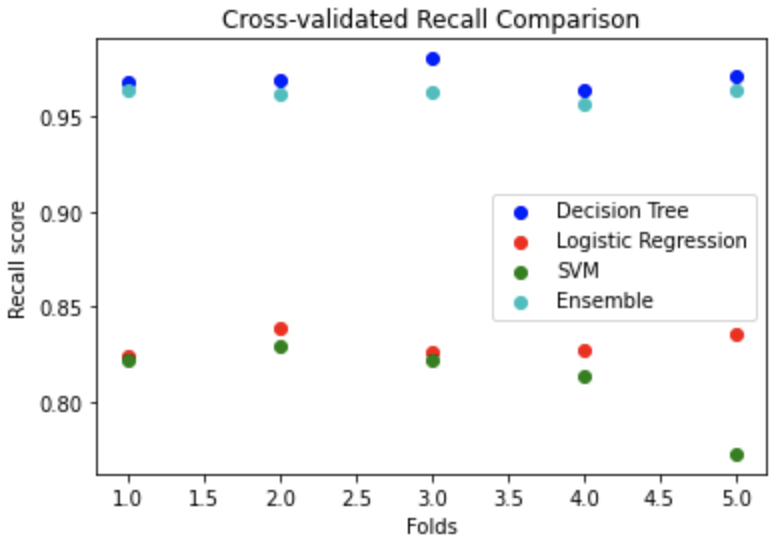 Cross-validated Recall Comparison
0.95
0.90
0.85
0.80
Recall score
Decision Tree
Logistic Regression
SVM
Ensemble
1.0 1.5 2.0 2.5 3.0 3.5 4.0 4.5 5.0
Folds